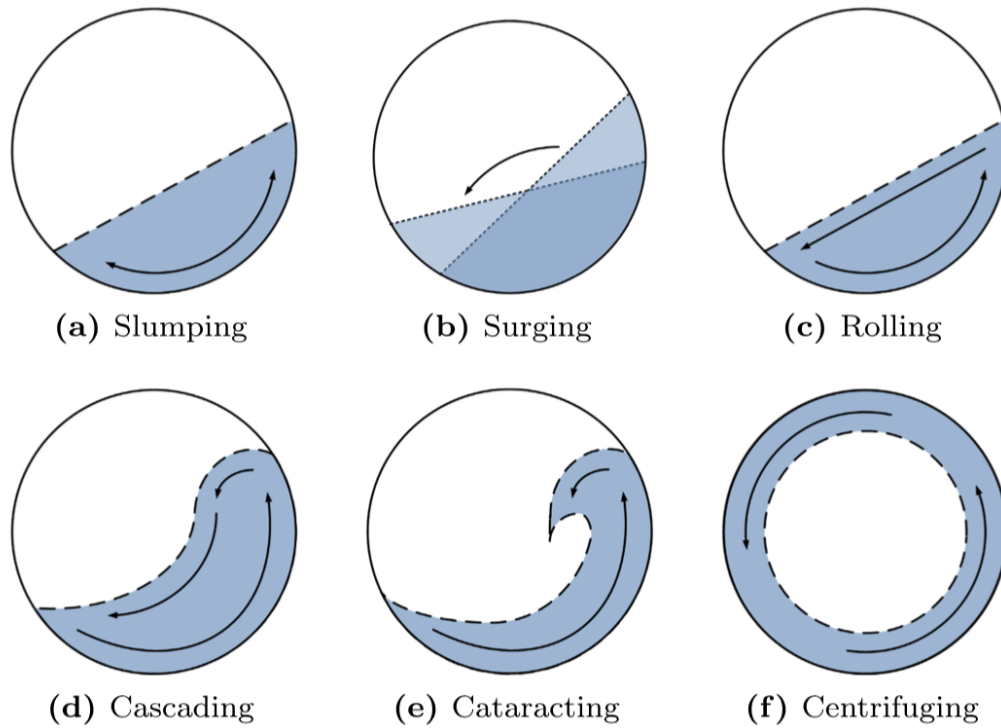 (a) Slumping
(b) Surging
(c) Rolling
(d) Cascading
(e) Cataracting
(f) Centrifuging